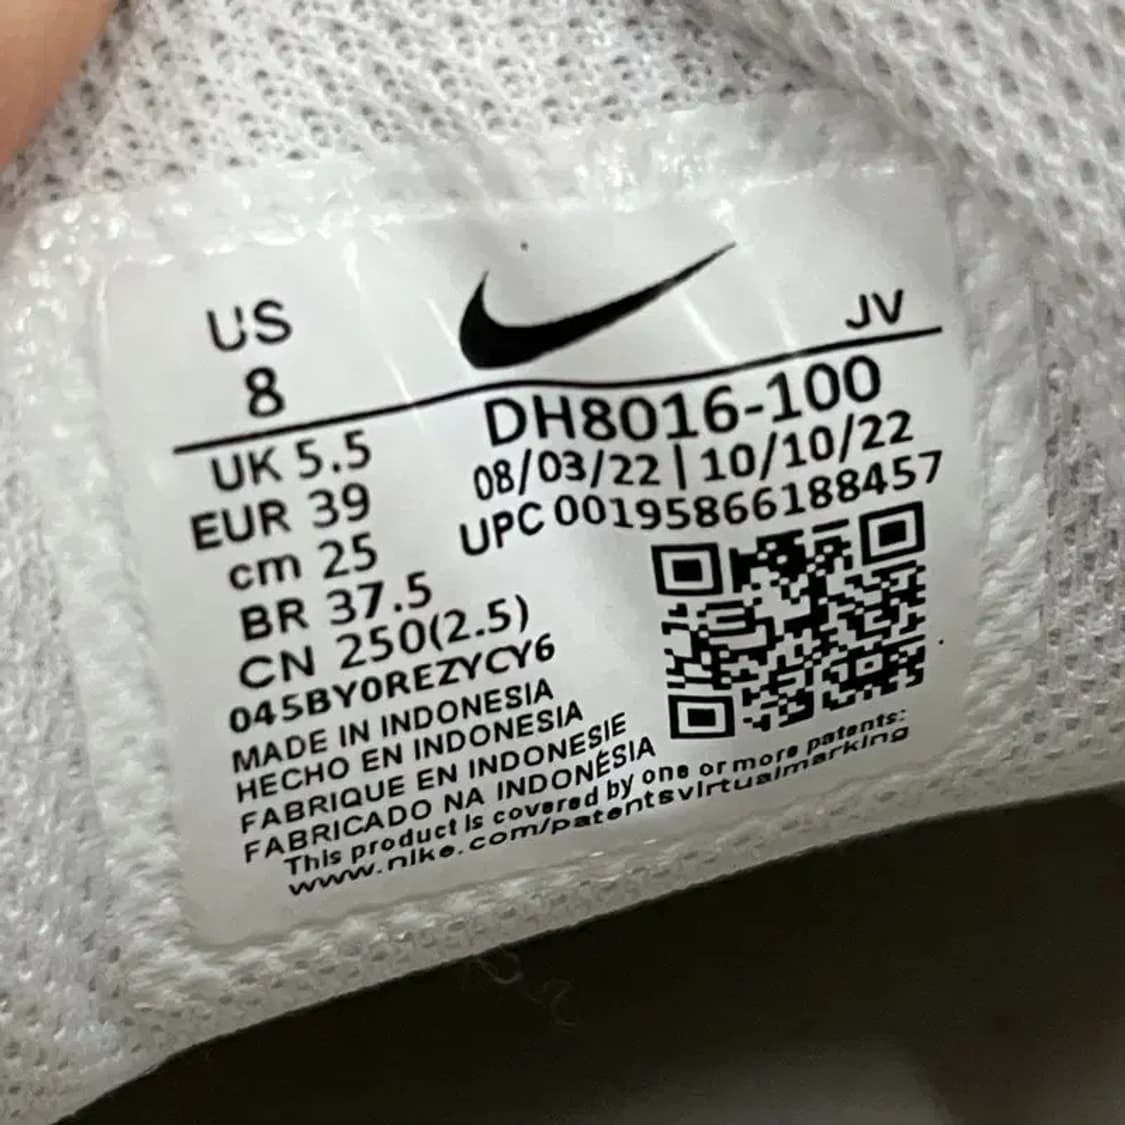 US
8
JV
UK 5.5
EUR 39
cm 25
BR 37.5
CN 250(2.5)
DH8016-100
08/03/22 | 10/10/22
UPC 00195866188457
045BY0REZYCY6
MADE IN INDONESIA
HECHO EN INDONESIA
FABRIQUE EN INDONESIE
FABRICADO NA INDONÉSIA
This product is covered by one or more patents:
www.nike.com/patentsvirtualmarking